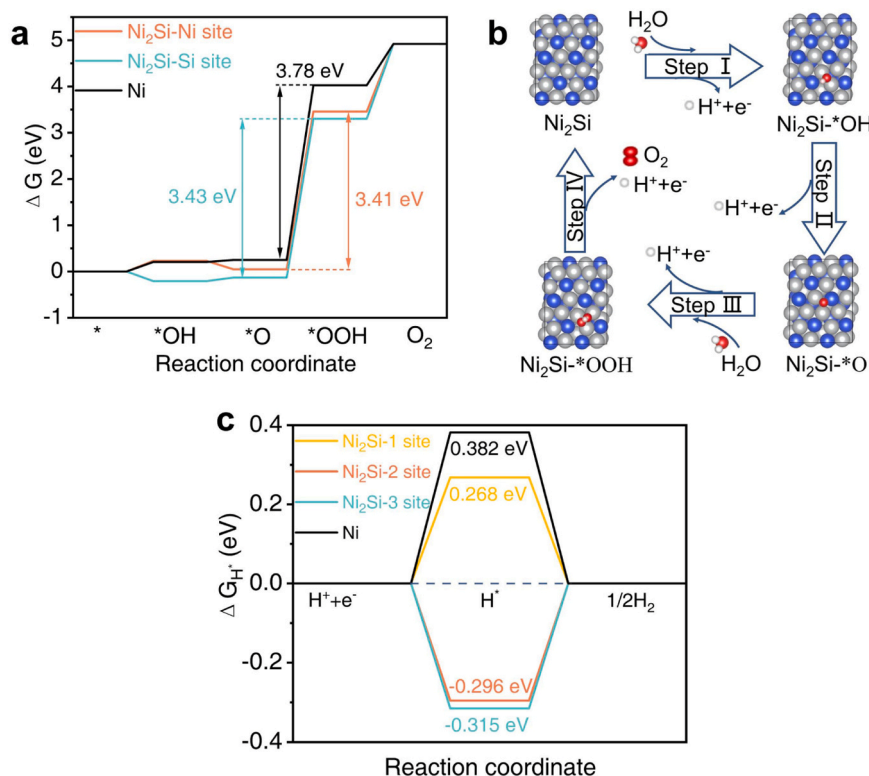 a
Ni₂Si-Ni site
Ni₂Si-Si site
Ni
3.78 eV
3.43 eV
3.41 eV
5
4
3
2
1
0
-1
Δ G (eV)
* *OH *O *OOH O₂
Reaction coordinate
b
H₂O
Step I
H⁺+e⁻
Ni₂Si
Ni₂Si-*OH
O₂
H⁺+e⁻
Step IV
Step II
H⁺+e⁻
H⁺+e⁻
Step III
H₂O
Ni₂Si-*OOH
Ni₂Si-*O
c
Ni₂Si-1 site
Ni₂Si-2 site
Ni₂Si-3 site
Ni
0.382 eV
0.268 eV
0.4
0.2
0.0
-0.2
-0.4
Δ G_H* (eV)
H⁺+e⁻ H* 1/2H₂
-0.296 eV
-0.315 eV
Reaction coordinate